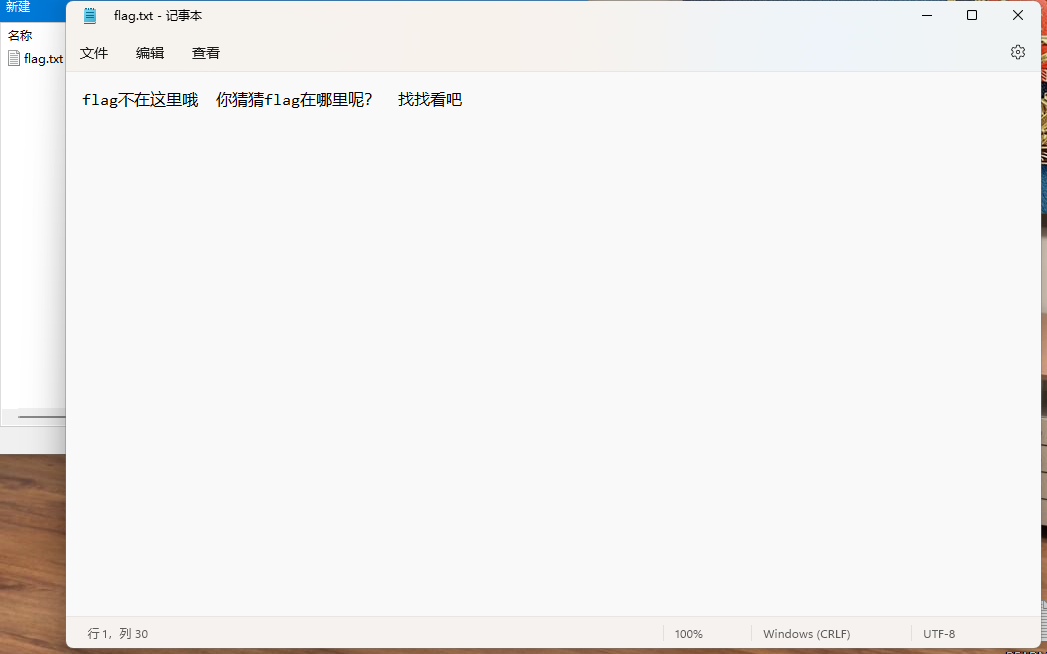 新建
flag.txt - 记事本
名称
文件 编辑 查看
flag.txt
flag不在这里哦 你猜猜flag在哪里呢? 找找看吧
行 1, 列 30 100% Windows (CRLF) UTF-8